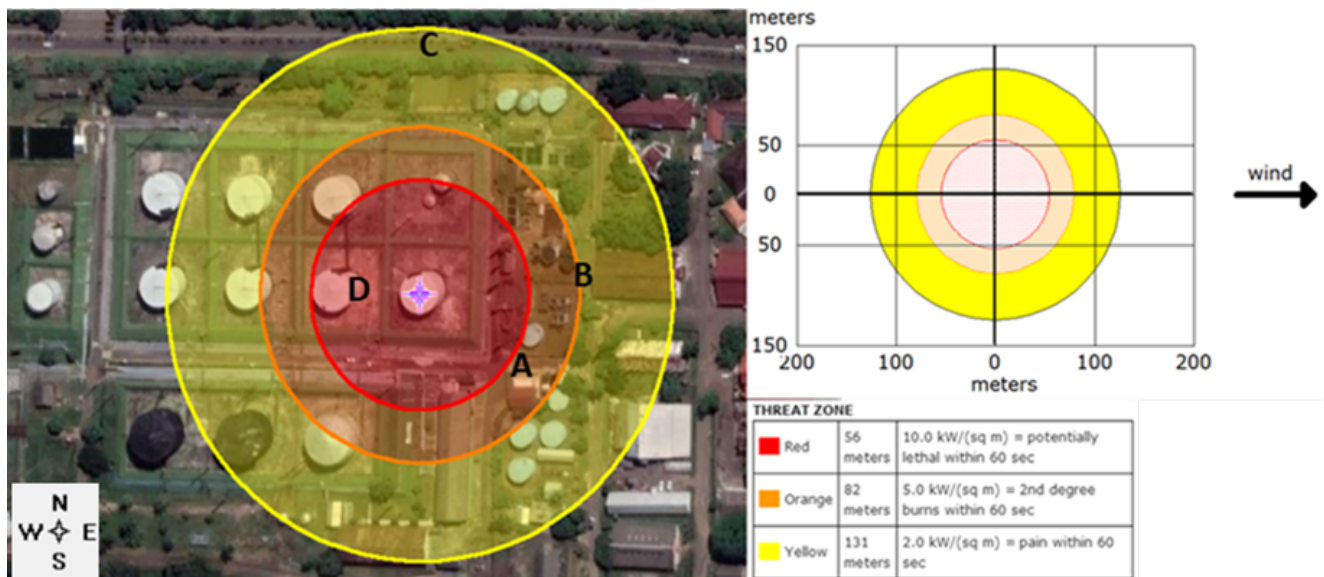 C
B
D
A
N
W E
S
meters
150
50
0
50
150
200 100 0 100 200
meters
wind
THREAT ZONE
Red 56 meters 10.0 kW/(sq m) = potentially
lethal within 60 sec
Orange 82 meters 5.0 kW/(sq m) = 2nd degree
burns within 60 sec
Yellow 131 meters 2.0 kW/(sq m) = pain within 60
sec